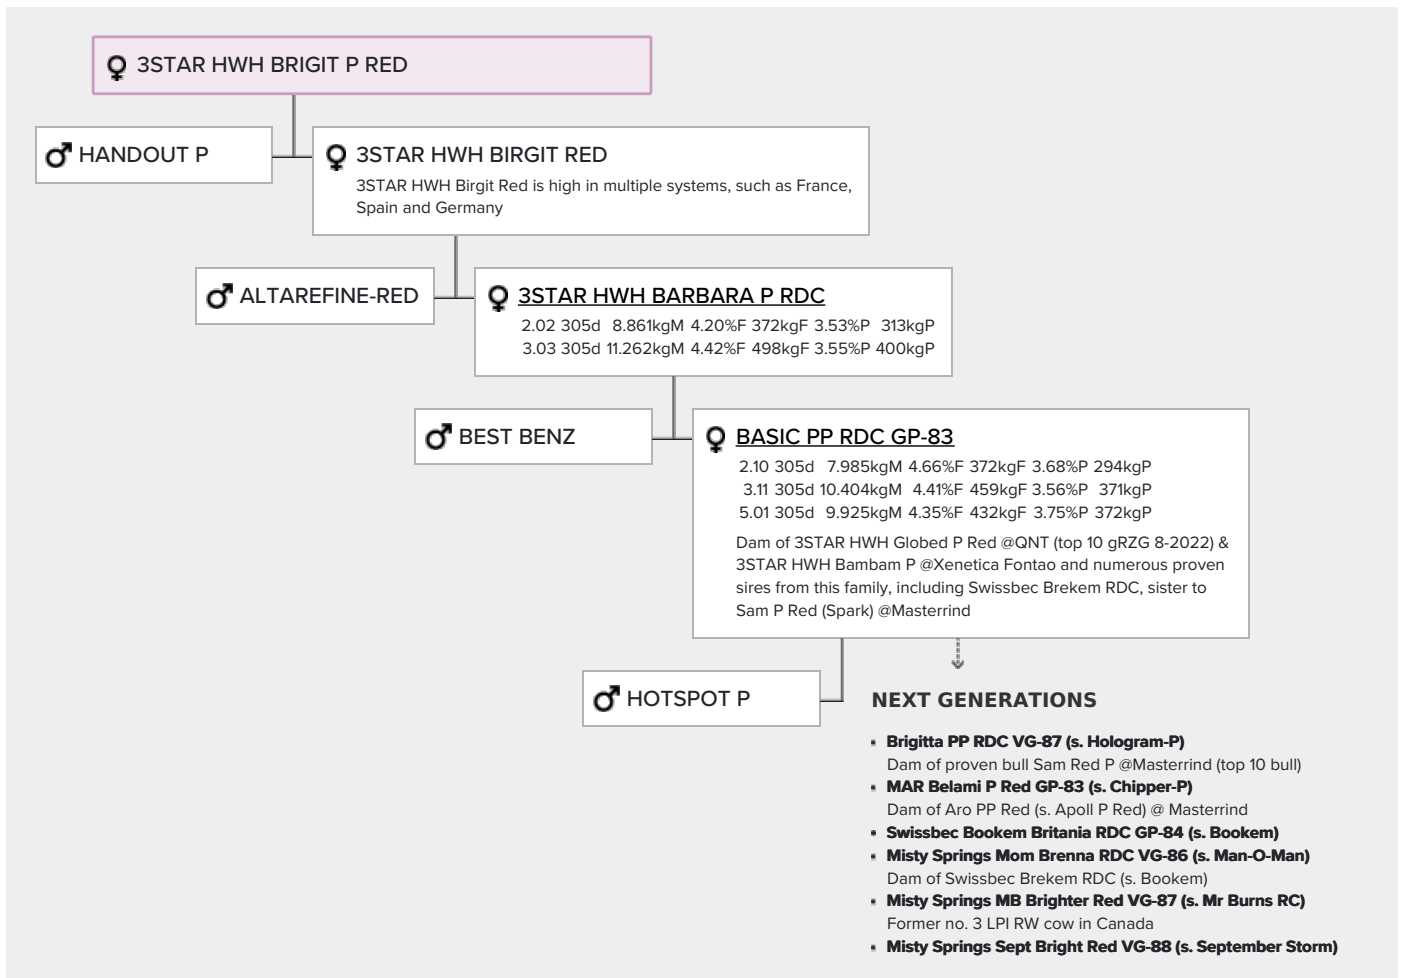 3STAR HWH BRIGIT P RED
HANDOUT P
3STAR HWH BIRGIT RED
3STAR HWH Birgit Red is high in multiple systems, such as France,
Spain and Germany
ALTAREFINE-RED
3STAR HWH BARBARA P RDC
2.02 305d 8.861kgM 4.20%F 372kgF 3.53%P 313kgP
3.03 305d 11.262kgM 4.42%F 498kgF 3.55%P 400kgP
BEST BENZ
BASIC PP RDC GP-83
2.10 305d 7.985kgM 4.66%F 372kgF 3.68%P 294kgP
3.11 305d 10.404kgM 4.41%F 459kgF 3.56%P 371kgP
5.01 305d 9.925kgM 4.35%F 432kgF 3.75%P 372kgP
Dam of 3STAR HWH Globed P Red @QNT (top 10 gRZG 8-2022) &
3STAR HWH Bambam P @Xenetica Fontao and numerous proven
sires from this family, including Swissbec Brekem RDC, sister to
Sam P Red (Spark) @Masterrind
HOTSPOT P
NEXT GENERATIONS
Brigitta PP RDC VG-87 (s. Hologram-P)
Dam of proven bull Sam Red P @Masterrind (top 10 bull)
MAR Belami P Red GP-83 (s. Chipper-P)
Dam of Aro PP Red (s. Apoll P Red) @ Masterrind
Swissbec Bookem Britania RDC GP-84 (s. Bookem)
Misty Springs Mom Brenna RDC VG-86 (s. Man-O-Man)
Dam of Swissbec Brekem RDC (s. Bookem)
Misty Springs MB Brighter Red VG-87 (s. Mr Burns RC)
Former no. 3 LPI RW cow in Canada
Misty Springs Sept Bright Red VG-88 (s. September Storm)